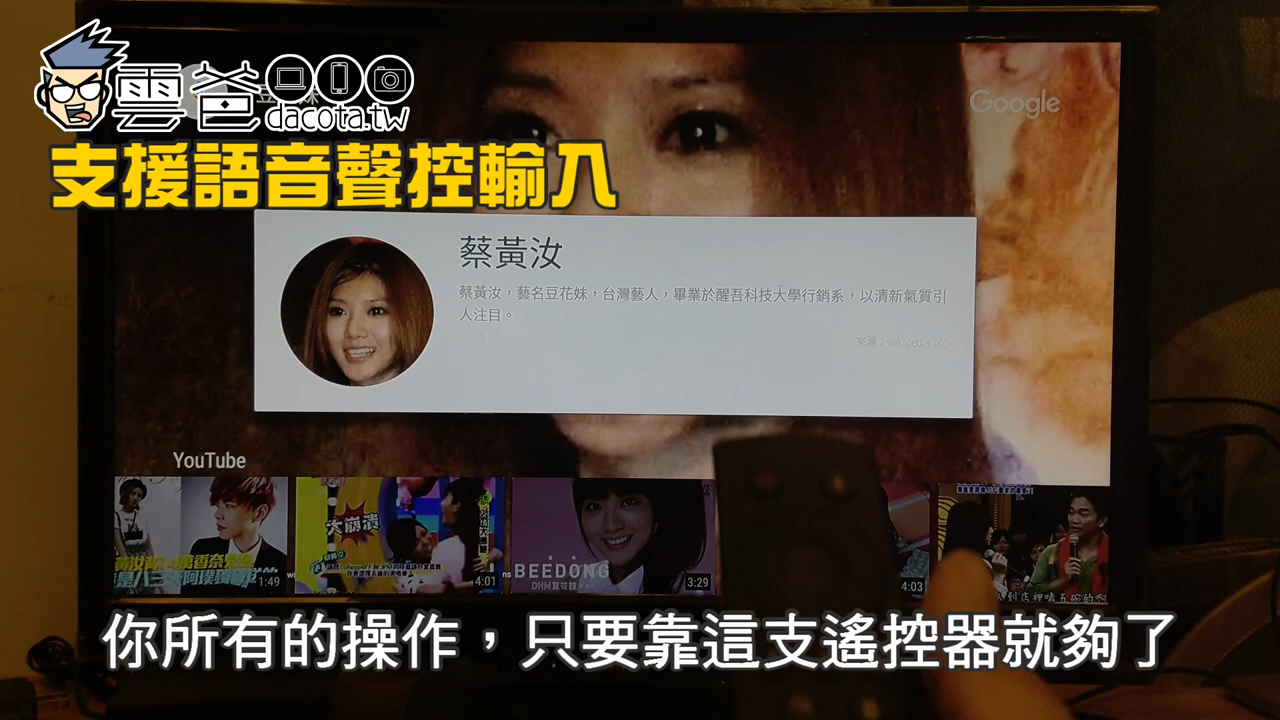 雲爸
dacota.tw
Google
支援語音聲控輸入
蔡黃汝
蔡黃汝，藝名豆花妹，台灣藝人，畢業於醒吾科技大學行銷系，以清新氣質引
人注目。
來源：wikipedia.org
YouTube
大崩潰
BEEDONG
1:49
4:01
3:29
4:03
你所有的操作，只要靠這支遙控器就夠了